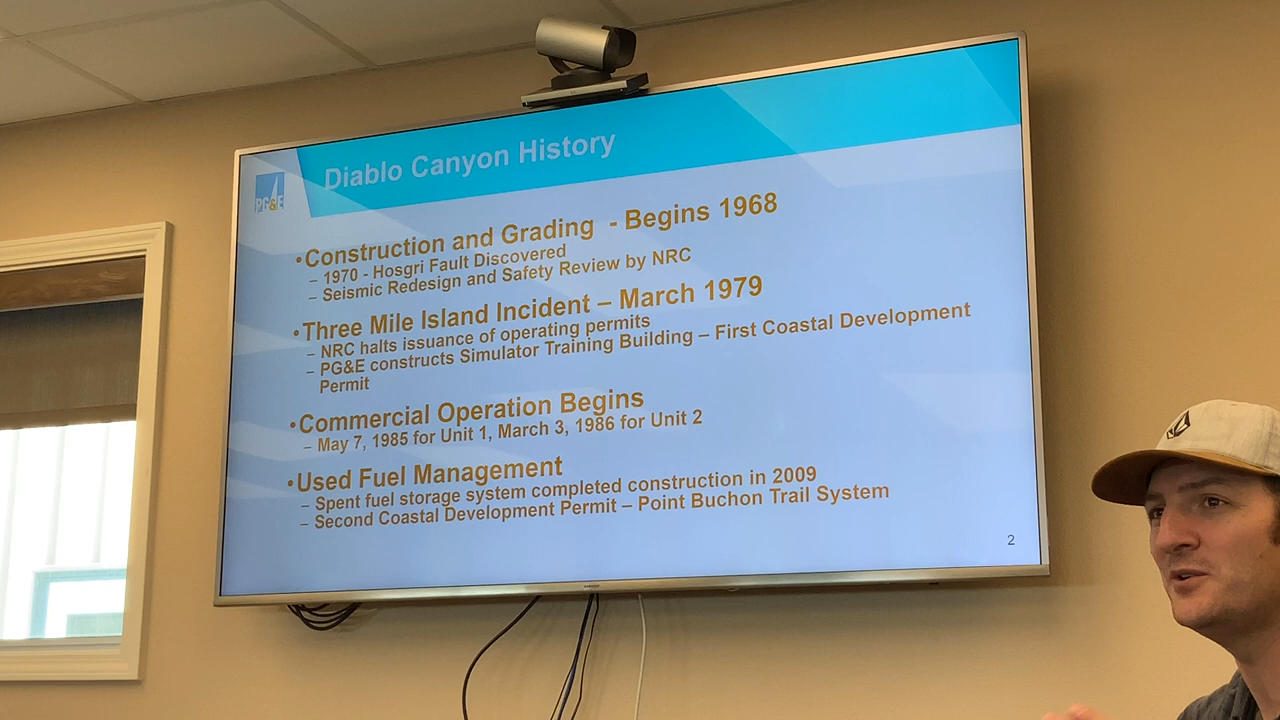 Diablo Canyon History
PG&E
•Construction and Grading - Begins 1968
– 1970 - Hosgri Fault Discovered
– Seismic Redesign and Safety Review by NRC
•Three Mile Island Incident – March 1979
– NRC halts issuance of operating permits
– PG&E constructs Simulator Training Building – First Coastal Development
Permit
•Commercial Operation Begins
– May 7, 1985 for Unit 1, March 3, 1986 for Unit 2
•Used Fuel Management
– Spent fuel storage system completed construction in 2009
– Second Coastal Development Permit – Point Buchon Trail System
2